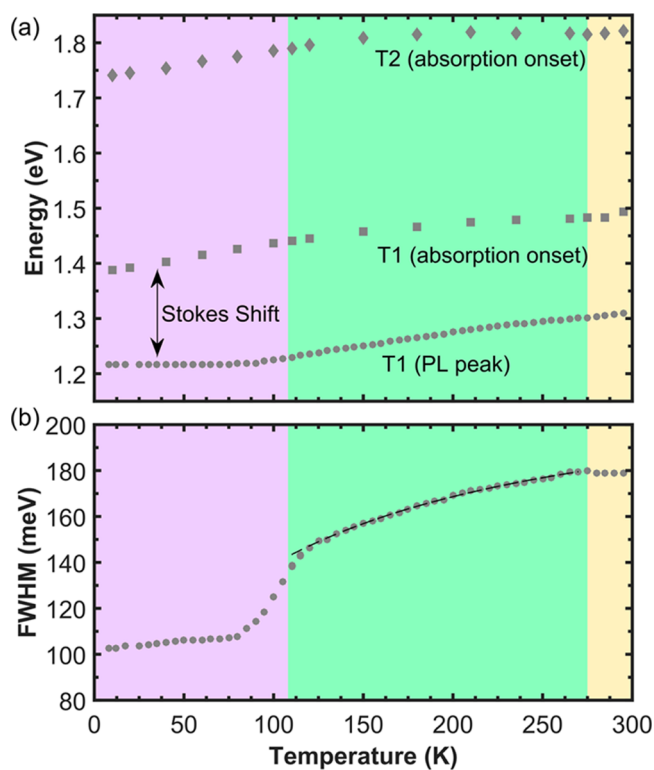 (a)
1.8
T2 (absorption onset)
1.7
1.6
Energy (eV)
1.5
T1 (absorption onset)
1.4
Stokes Shift
1.3
T1 (PL peak)
1.2
(b)
200
180
160
FWHM (meV)
140
120
100
80
0 50 100 150 200 250 300
Temperature (K)